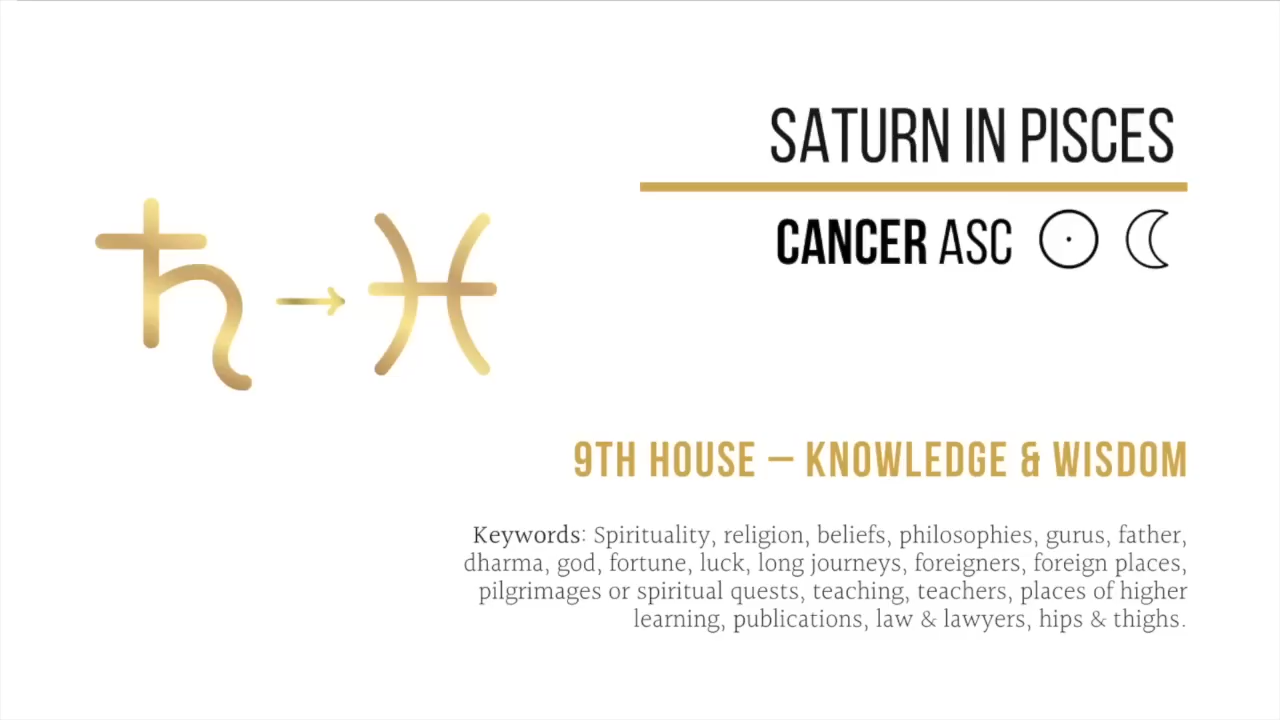 SATURN IN PISCES
CANCER ASC
9TH HOUSE – KNOWLEDGE & WISDOM
Keywords: Spirituality, religion, beliefs, philosophies, gurus, father,
dharma, god, fortune, luck, long journeys, foreigners, foreign places,
pilgrimages or spiritual quests, teaching, teachers, places of higher
learning, publications, law & lawyers, hips & thighs.